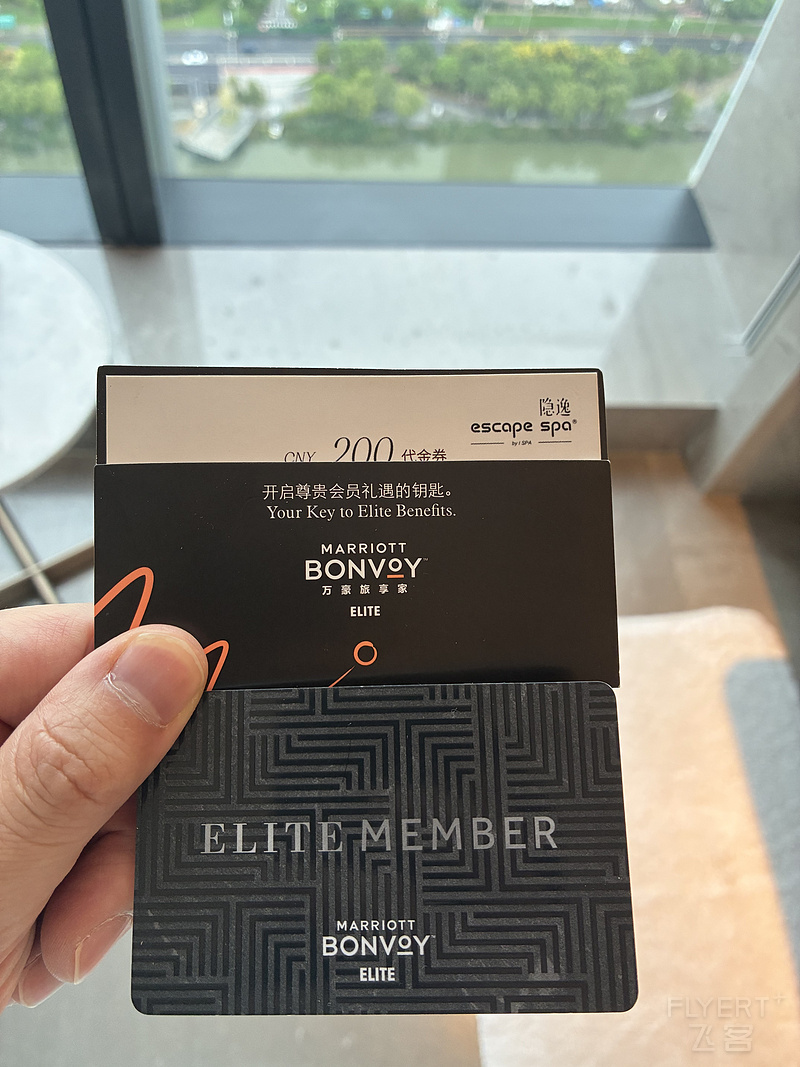 隐逸
escape spa®
by I SPA
CNY 200 代金券
开启尊贵会员礼遇的钥匙。
Your Key to Elite Benefits.
MARRIOTT
BONVOY™
万豪旅享家
ELITE
ELITE MEMBER
MARRIOTT
BONVOY™
ELITE
FLYERT+
飞客